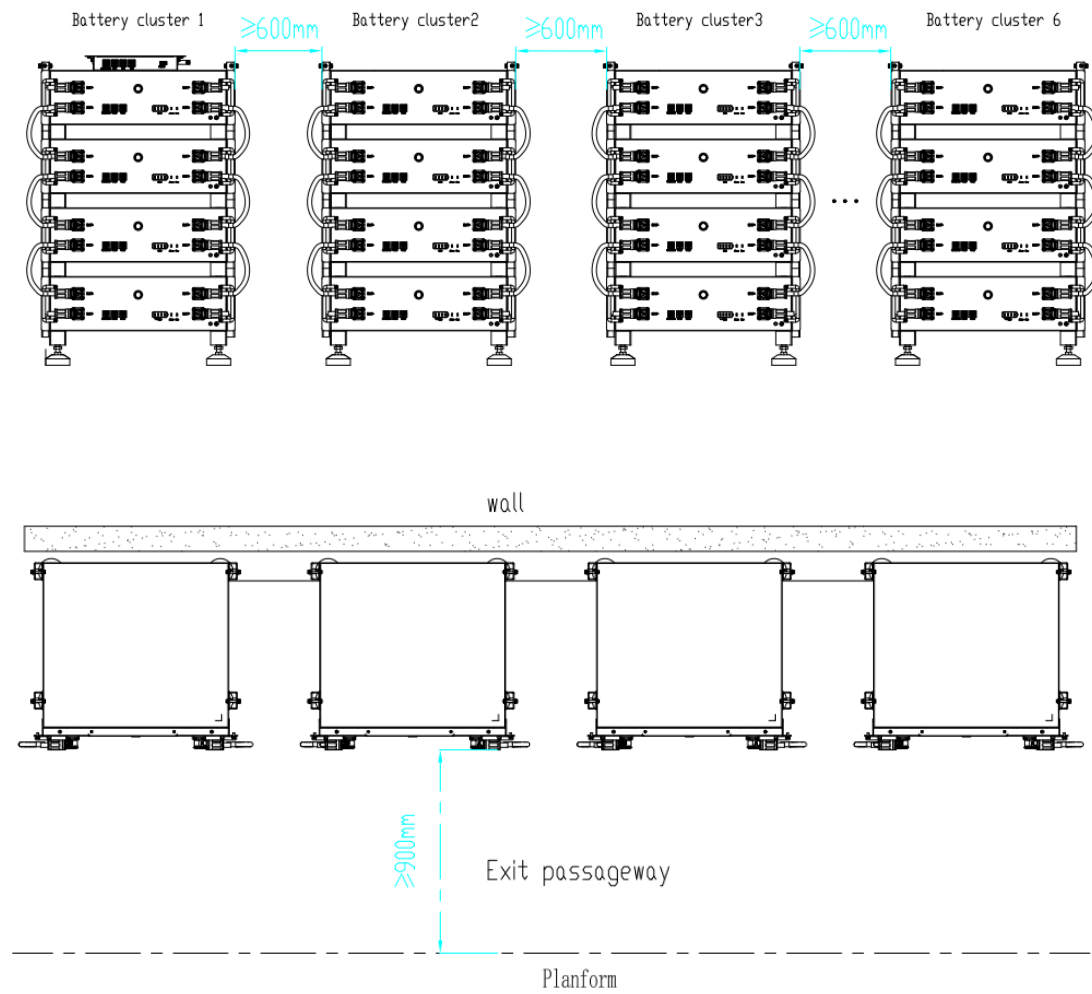 Battery cluster 1
≥600mm
Battery cluster2
≥600mm
Battery cluster3
≥600mm
Battery cluster 6
...
wall
≥900mm
Exit passageway
Planform